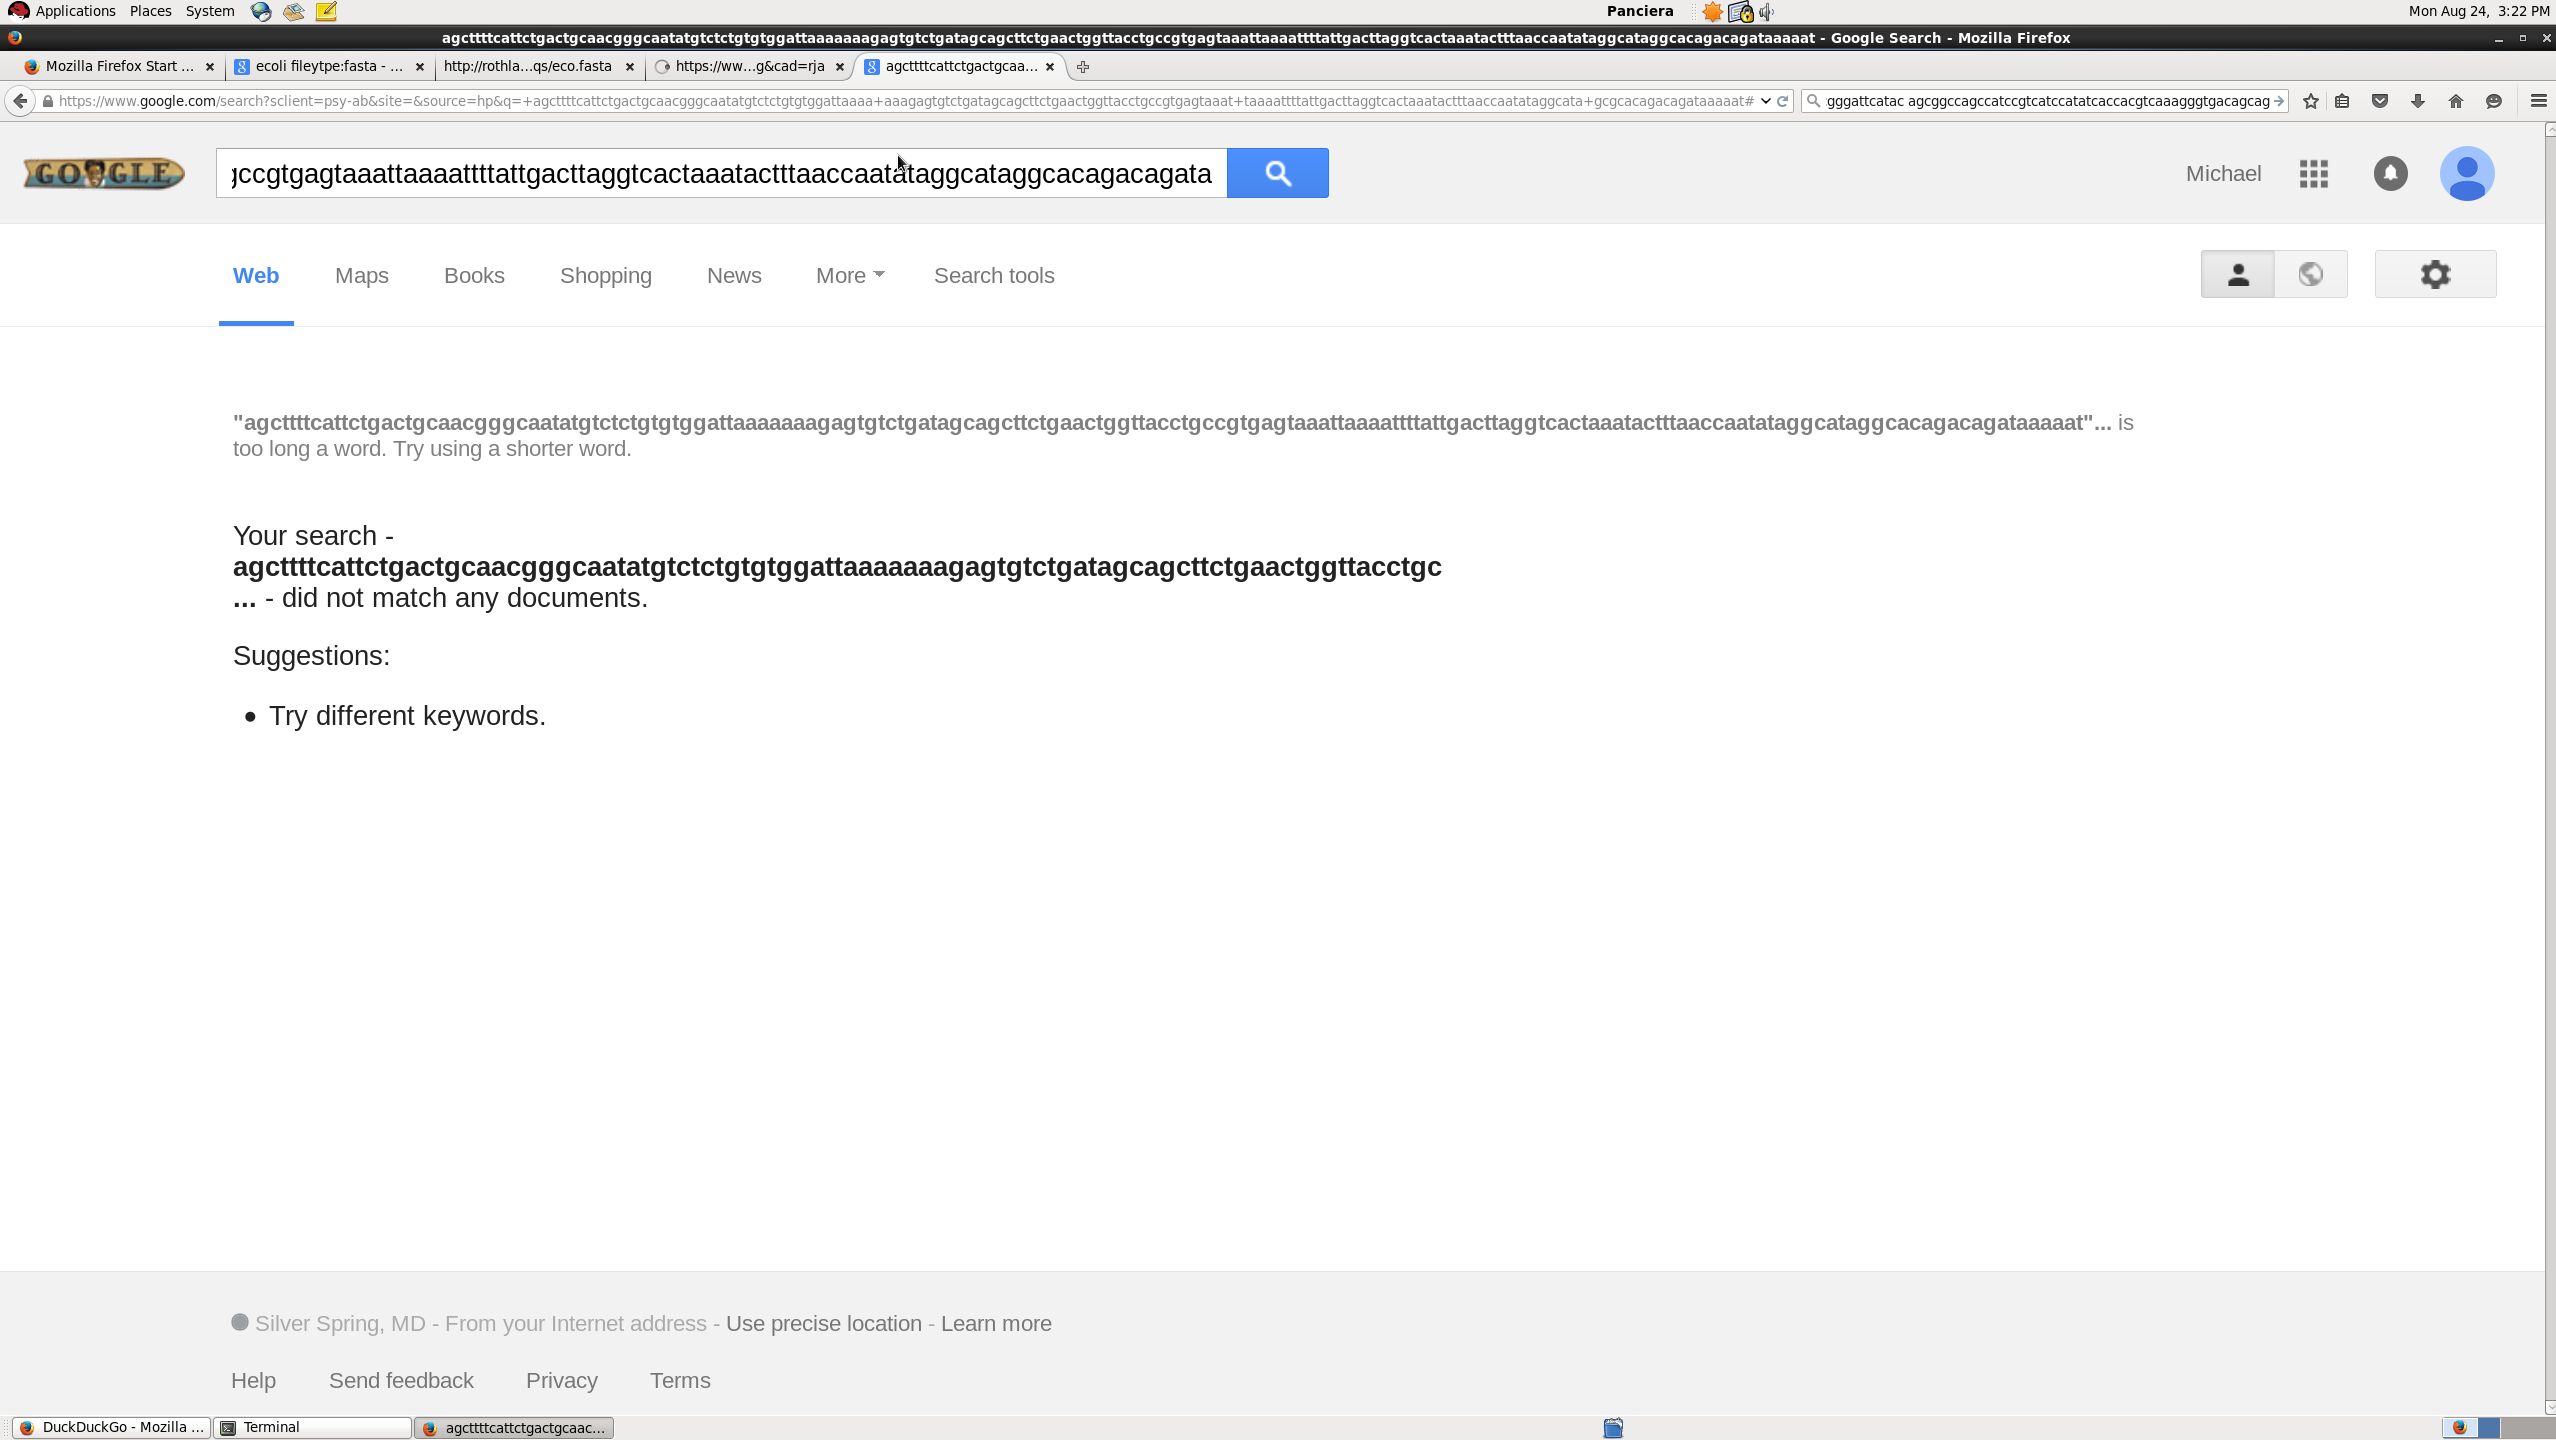 Applications Places System Panciera Mon Aug 24, 3:22 PM
agcttttcattctgactgcaacgggcaatatgtctctgtgtggattaaaaaaagagtgtctgatagcagcttctgaactggttacctgccgtgagtaaattaaaattttattgacttaggtcactaaatactttaaccaatataggcataggcacagacagataaaaat - Google Search - Mozilla Firefox
Mozilla Firefox Start ... ecoli fileytpe:fasta - ... http://rothla...qs/eco.fasta https://ww...g&cad=rja agcttttcattctgactgcaa...
https://www.google.com/search?sclient=psy-ab&site=&source=hp&q=+agcttttcattctgactgcaacgggcaatatgtctctgtgtggattaaaa+aaagagtgtctgatagcagcttctgaactggttacctgccgtgagtaaat+taaaattttattgacttaggtcactaaatactttaaccaatataggcata+gcgcacagacagataaaaat# gggattcatac agcggccagccatccgtcatccatatcaccacgtcaaagggtgacagcag
GOOGLE gccgtgagtaaattaaaattttattgacttaggtcactaaatactttaaccaatataggcataggcacagacagata Michael
Web Maps Books Shopping News More Search tools
"agcttttcattctgactgcaacgggcaatatgtctctgtgtggattaaaaaaagagtgtctgatagcagcttctgaactggttacctgccgtgagtaaattaaaattttattgacttaggtcactaaatactttaaccaatataggcataggcacagacagataaaaat"... is
too long a word. Try using a shorter word.
Your search -
agcttttcattctgactgcaacgggcaatatgtctctgtgtggattaaaaaaagagtgtctgatagcagcttctgaactggttacctgc
... - did not match any documents.
Suggestions:
Try different keywords.
Silver Spring, MD - From your Internet address - Use precise location - Learn more
Help Send feedback Privacy Terms
DuckDuckGo - Mozilla ... Terminal agcttttcattctgactgcaac...